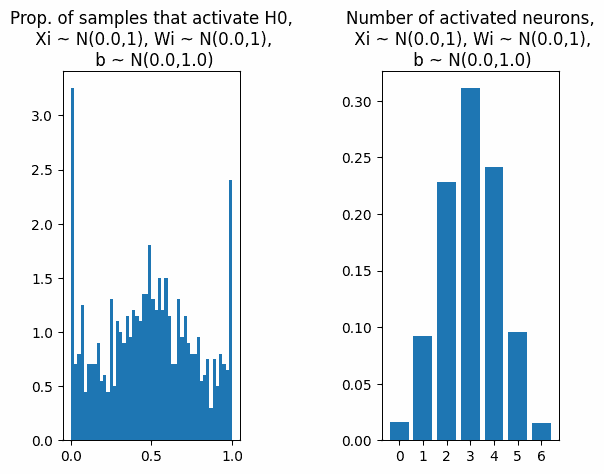 Prop. of samples that activate H0,
Xi ~ N(0.0,1), Wi ~ N(0.0,1),
b ~ N(0.0,1.0)
3.0
2.5
2.0
1.5
1.0
0.5
0.0
0.0 0.5 1.0
Number of activated neurons,
Xi ~ N(0.0,1), Wi ~ N(0.0,1),
b ~ N(0.0,1.0)
0.30
0.25
0.20
0.15
0.10
0.05
0.00
0 1 2 3 4 5 6